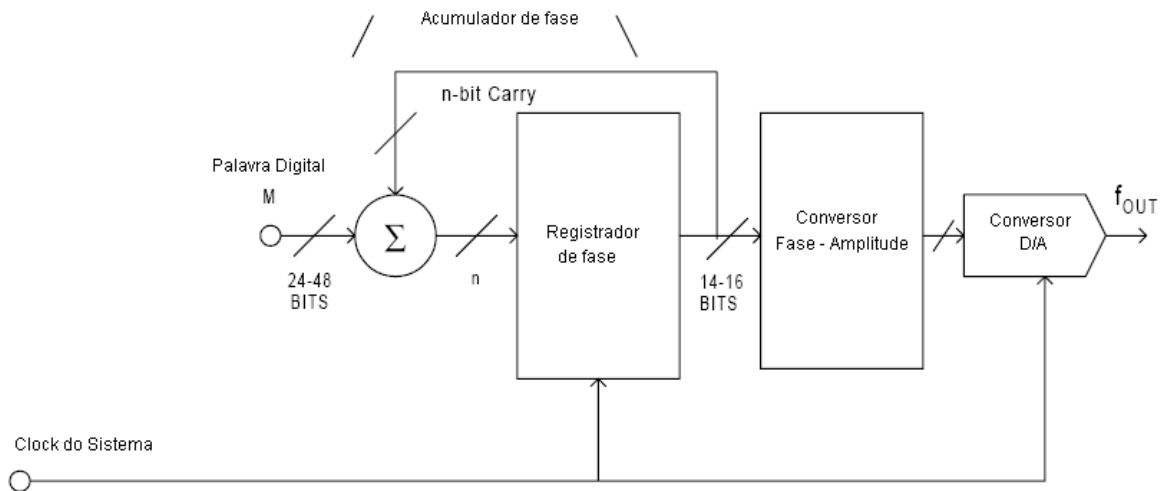 Acumulador de fase
n-bit Carry
Palavra Digital
M
Σ
24-48
BITS
n
Registrador
de fase
14-16
BITS
Conversor
Fase - Amplitude
Conversor
D/A
fOUT
Clock do Sistema